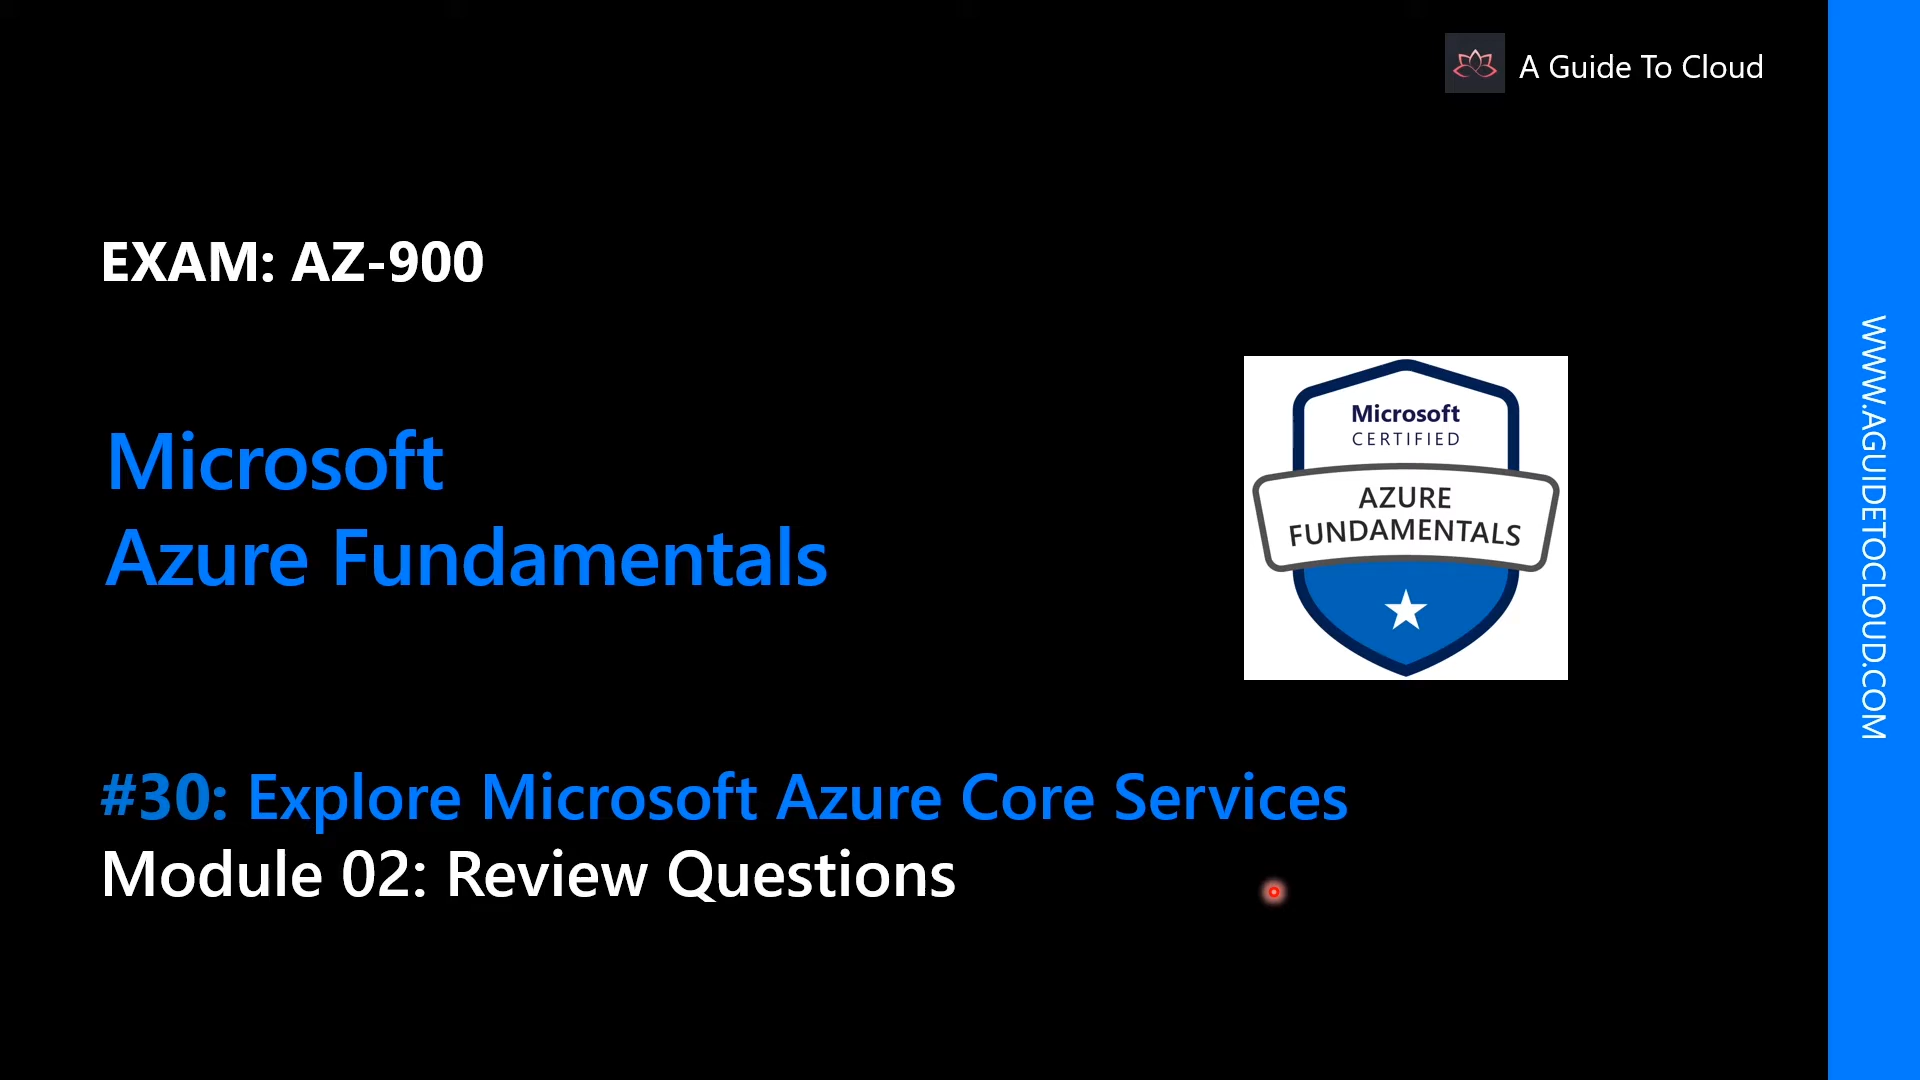 A Guide To Cloud
EXAM: AZ-900
Microsoft
Azure Fundamentals
Microsoft
CERTIFIED
AZURE
FUNDAMENTALS
#30: Explore Microsoft Azure Core Services
Module 02: Review Questions
WWW.AGUIDETOCLOUD.COM